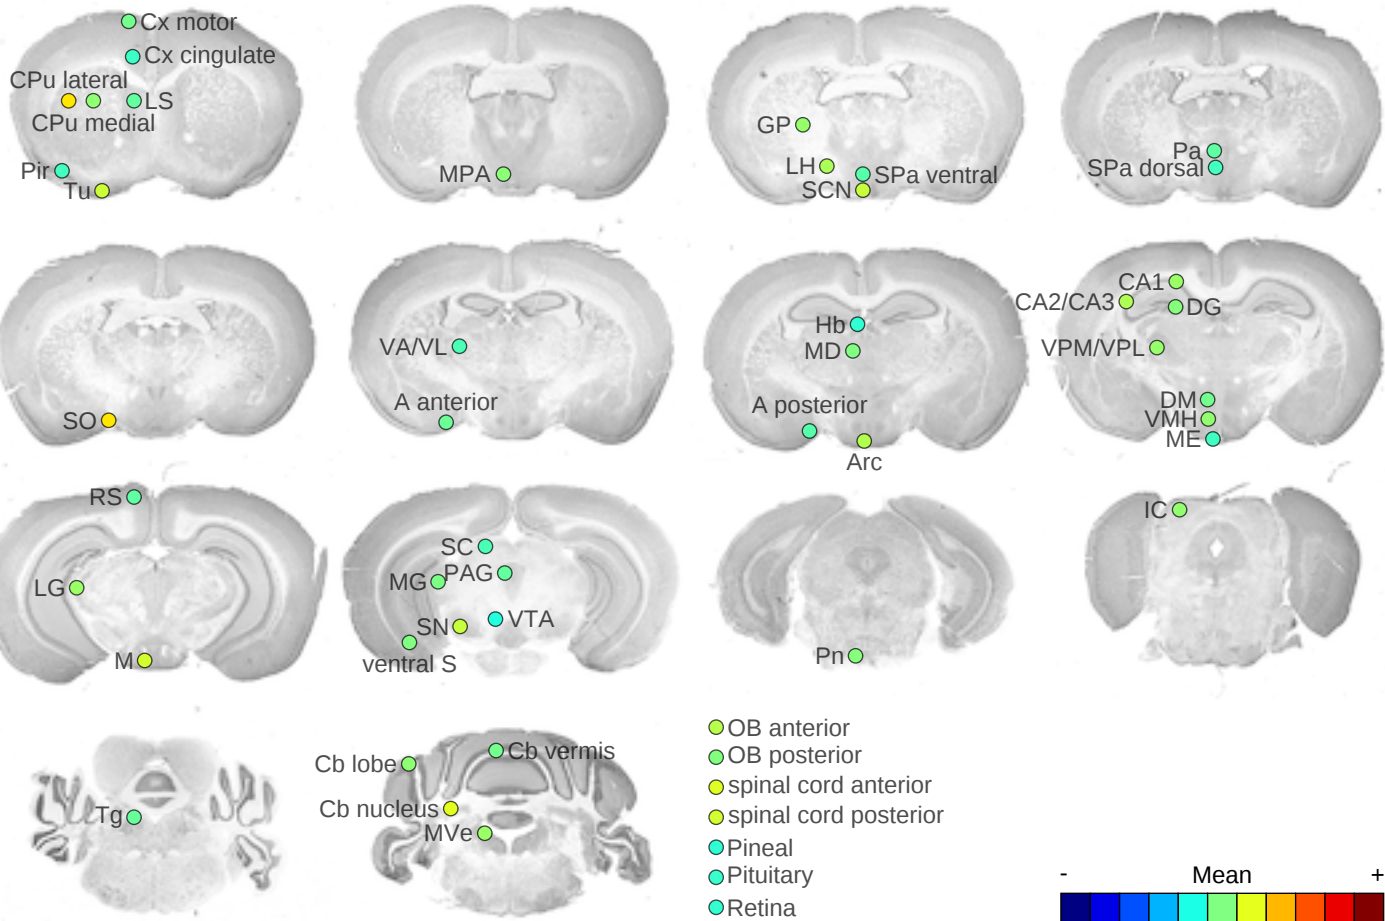 Cx motor
Cx cingulate
CPu lateral
LS
CPu medial
Pir
Tu
MPA
GP
LH
SPa ventral
SCN
Pa
SPa dorsal
SO
VA/VL
A anterior
Hb
MD
A posterior
Arc
CA1
CA2/CA3
DG
VPM/VPL
DM
VMH
ME
RS
LG
M
SC
MG
PAG
SN
VTA
ventral S
Pn
IC
Tg
Cb lobe
Cb vermis
Cb nucleus
MVe
OB anterior
OB posterior
spinal cord anterior
spinal cord posterior
Pineal
Pituitary
Retina
- Mean +